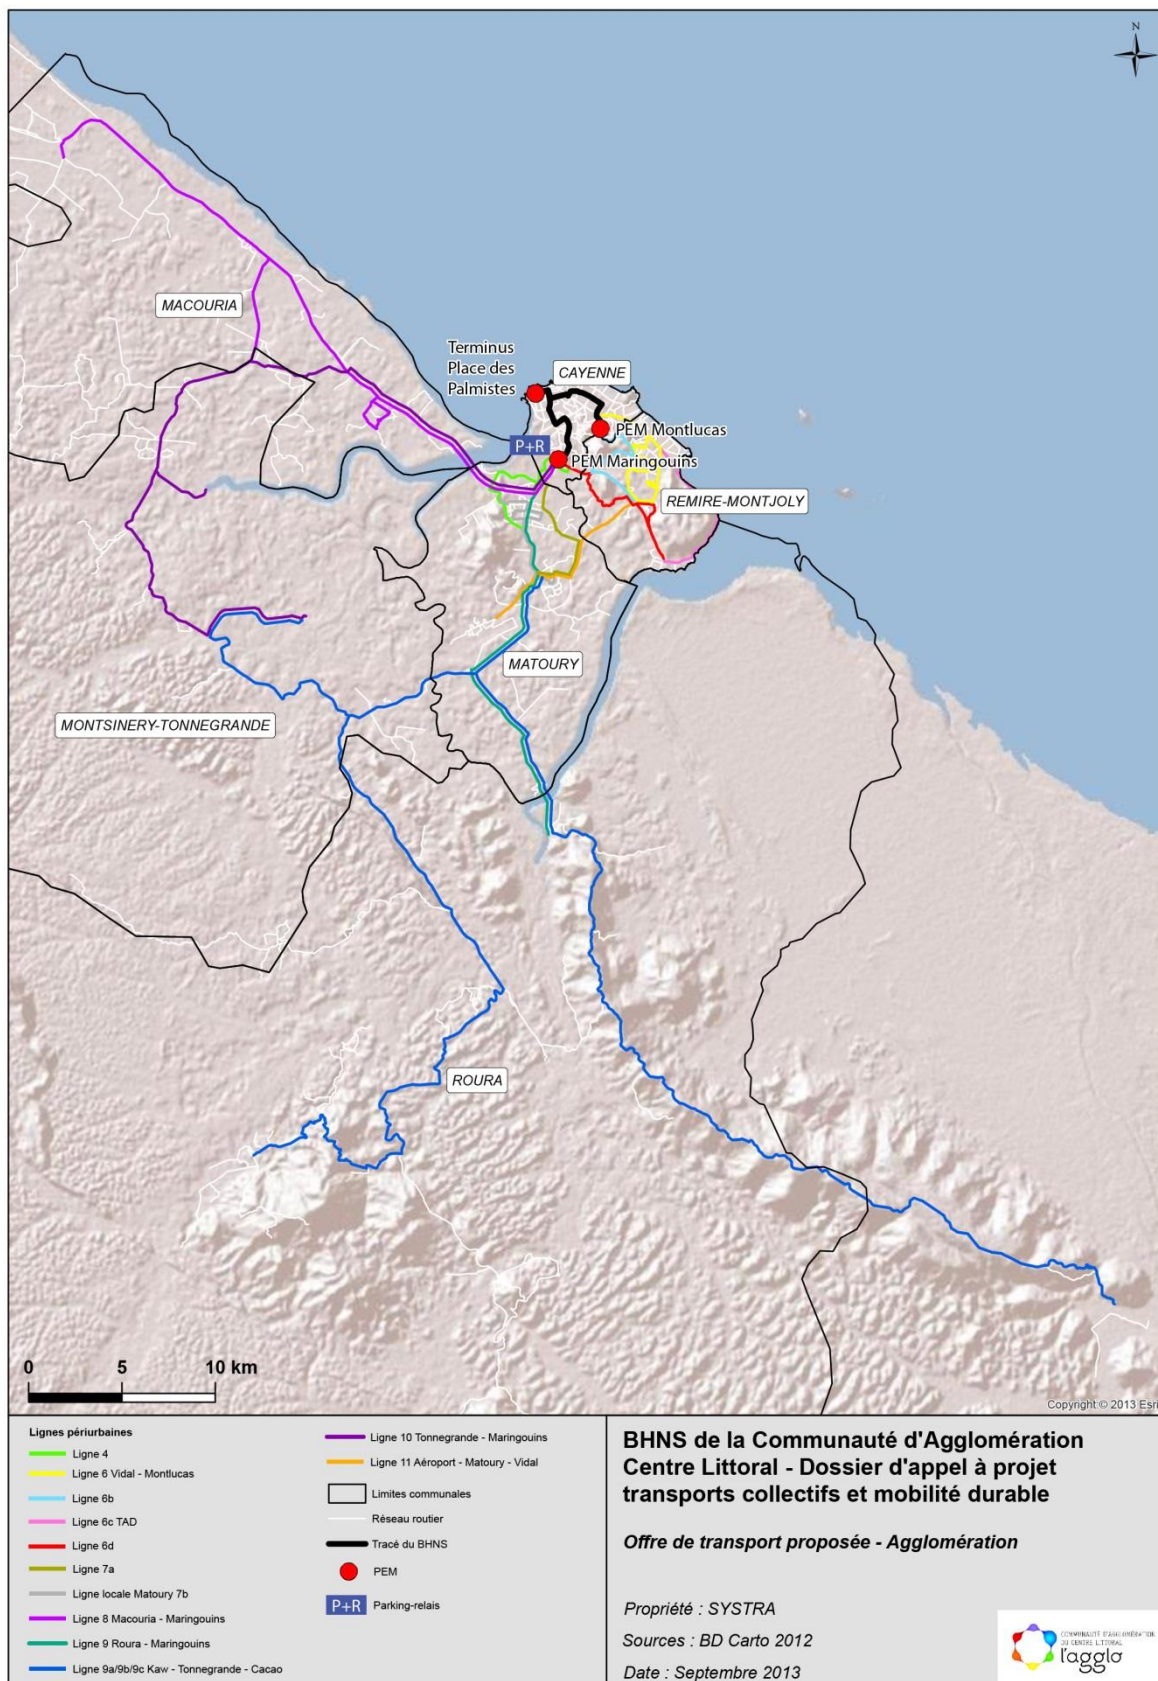 N
MACOURIA
Terminus
Place des
Palmistes
CAYENNE
PEM Montlucas
P+R
PEM Maringouins
REMIRE-MONTJOLY
MATOURY
MONTSINERY-TONNEGRANDE
ROURA
0 5 10 km
Copyright © 2013 Esri
Lignes périurbaines
Ligne 4
Ligne 6 Vidal - Montlucas
Ligne 6b
Ligne 6c TAD
Ligne 6d
Ligne 7a
Ligne locale Matoury 7b
Ligne 8 Macouria - Maringouins
Ligne 9 Roura - Maringouins
Ligne 9a/9b/9c Kaw - Tonnegrande - Cacao
Ligne 10 Tonnegrande - Maringouins
Ligne 11 Aéroport - Matoury - Vidal
Limites communales
Réseau routier
Tracé du BHNS
PEM
P+R Parking-relais
BHNS de la Communauté d'Agglomération
Centre Littoral - Dossier d'appel à projet
transports collectifs et mobilité durable
Offre de transport proposée - Agglomération
Propriété : SYSTRA
Sources : BD Carto 2012
Date : Septembre 2013
COMMUNAUTÉ D'AGGLOMÉRATION
DU CENTRE LITTORAL
l'agglo